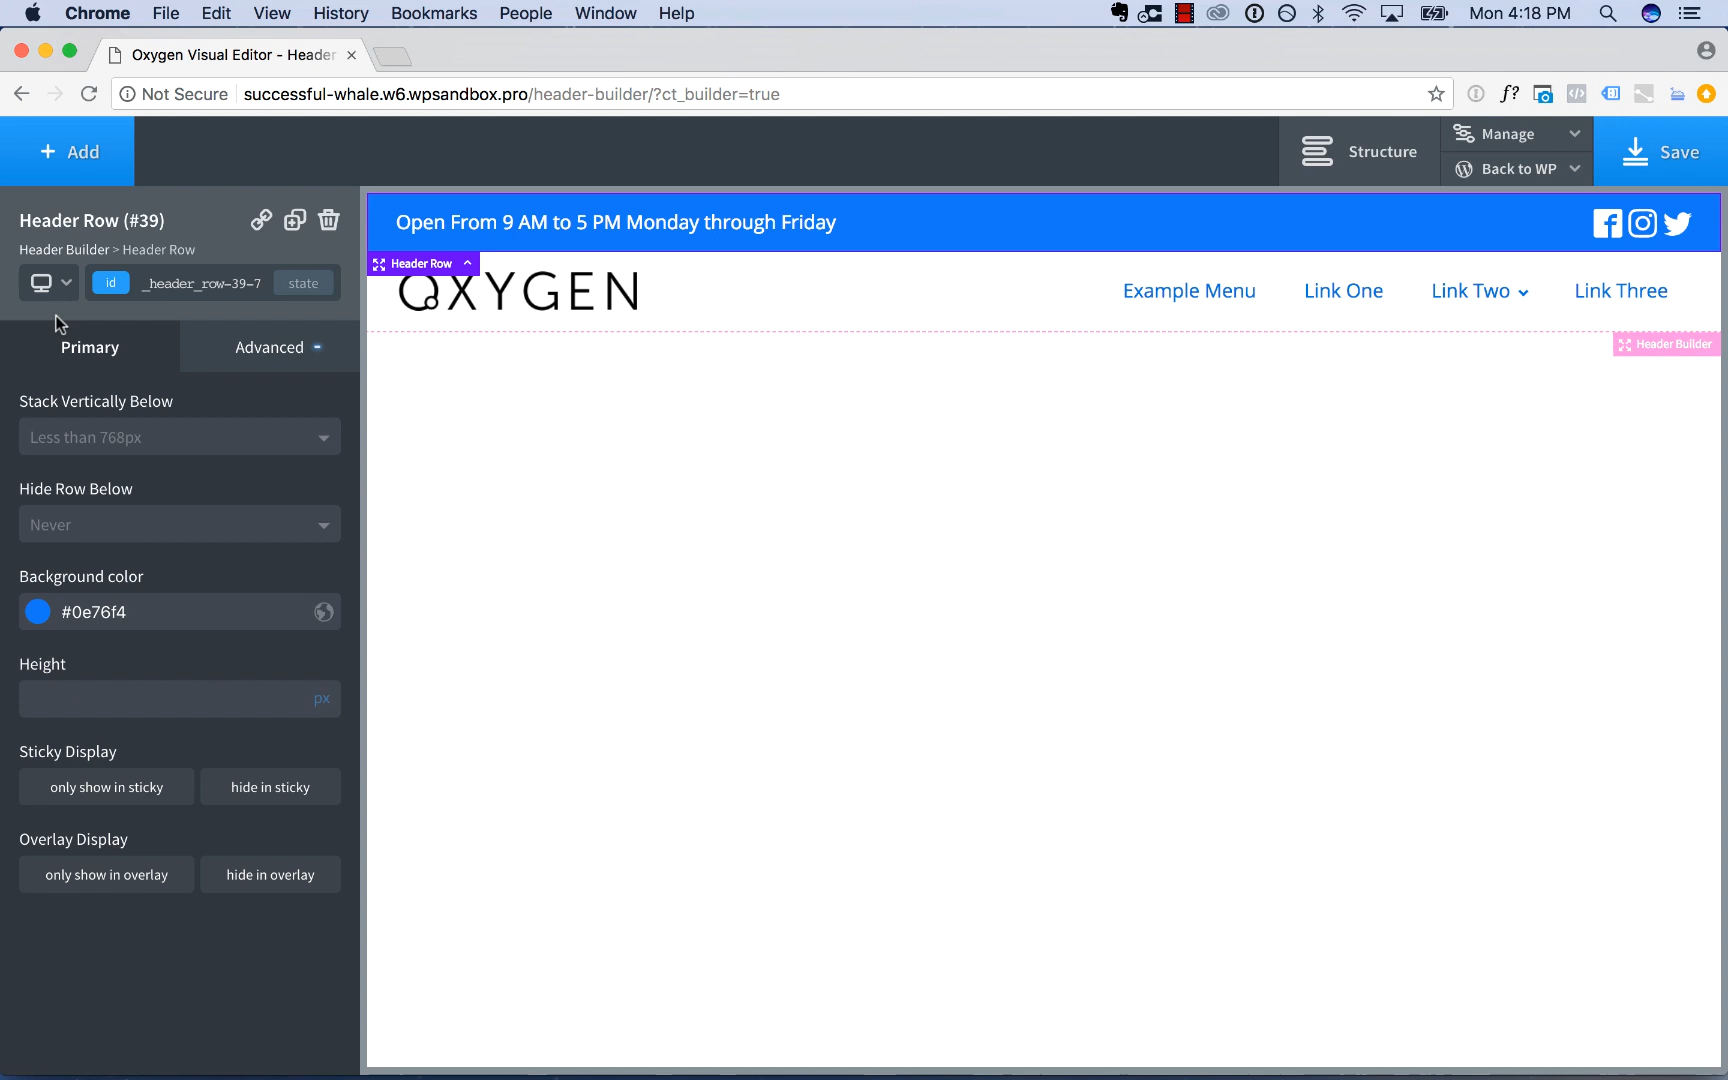 Chrome File Edit View History Bookmarks People Window Help Mon 4:18 PM
Oxygen Visual Editor - Header
Not Secure successful-whale.w6.wpsandbox.pro/header-builder/?ct_builder=true
+ Add
Structure
Manage
Back to WP
Save
Header Row (#39)
Header Builder > Header Row
id _header_row-39-7 state
Primary
Advanced
Stack Vertically Below
Less than 768px
Hide Row Below
Never
Background color
#0e76f4
Height
px
Sticky Display
only show in sticky hide in sticky
Overlay Display
only show in overlay hide in overlay
Open From 9 AM to 5 PM Monday through Friday
Header Row
OXYGEN
Example Menu Link One Link Two Link Three
Header Builder